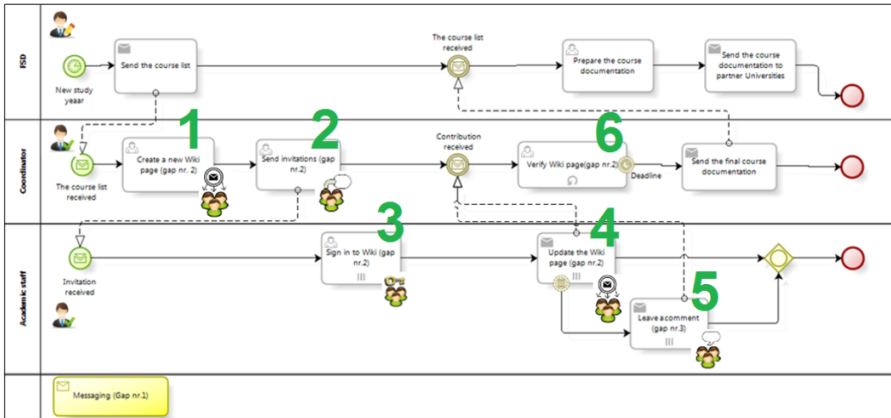 FSD
New study
yeaar
Send the course list
The course list
received
Prepare the course
documentation
Send the course
documentation to
partner Universities
Coordinator
The course list
received
1
Create a new Wiki
page (gap nr. 2)
2
Send invitations (gap
nr.2)
Contribution
received
6
Verify Wiki page(gap nr.2)
Deadline
Send the final course
documentation
Academic staff
Invitation
received
3
Sign in to Wiki (gap
nr.2)
4
Update the Wiki
page (gap nr.2)
5
Leave a comment
(gap nr.3)
Messaging (Gap nr.1)